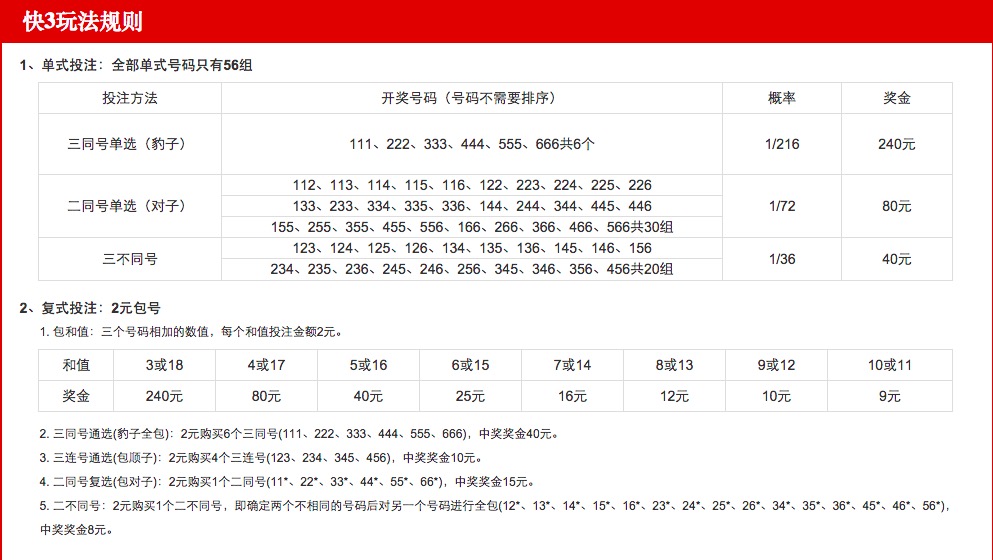 快3玩法规则
1、单式投注：全部单式号码只有56组
投注方法 开奖号码（号码不需要排序） 概率 奖金
三同号单选（豹子） 111、222、333、444、555、666共6个 1/216 240元
112、113、114、115、116、122、223、224、225、226
二同号单选（对子） 133、233、334、335、336、144、244、344、445、446 1/72 80元
155、255、355、455、556、166、266、366、466、566共30组
123、124、125、126、134、135、136、145、146、156
三不同号 1/36 40元
234、235、236、245、246、256、345、346、356、456共20组
2、复式投注：2元包号
1. 包和值：三个号码相加的数值，每个和值投注金额2元。
和值 3或18 4或17 5或16 6或15 7或14 8或13 9或12 10或11
奖金 240元 80元 40元 25元 16元 12元 10元 9元
2. 三同号通选(豹子全包)：2元购买6个三同号(111、222、333、444、555、666)，中奖奖金40元。
3. 三连号通选(包顺子)：2元购买4个三连号(123、234、345、456)，中奖奖金10元。
4. 二同号复选(包对子)：2元购买1个二同号(11*、22*、33*、44*、55*、66*)，中奖奖金15元。
5. 二不同号：2元购买1个二不同号，即确定两个不相同的号码后对另一个号码进行全包(12*、13*、14*、15*、16*、23*、24*、25*、26*、34*、35*、36*、45*、46*、56*)，
中奖奖金8元。